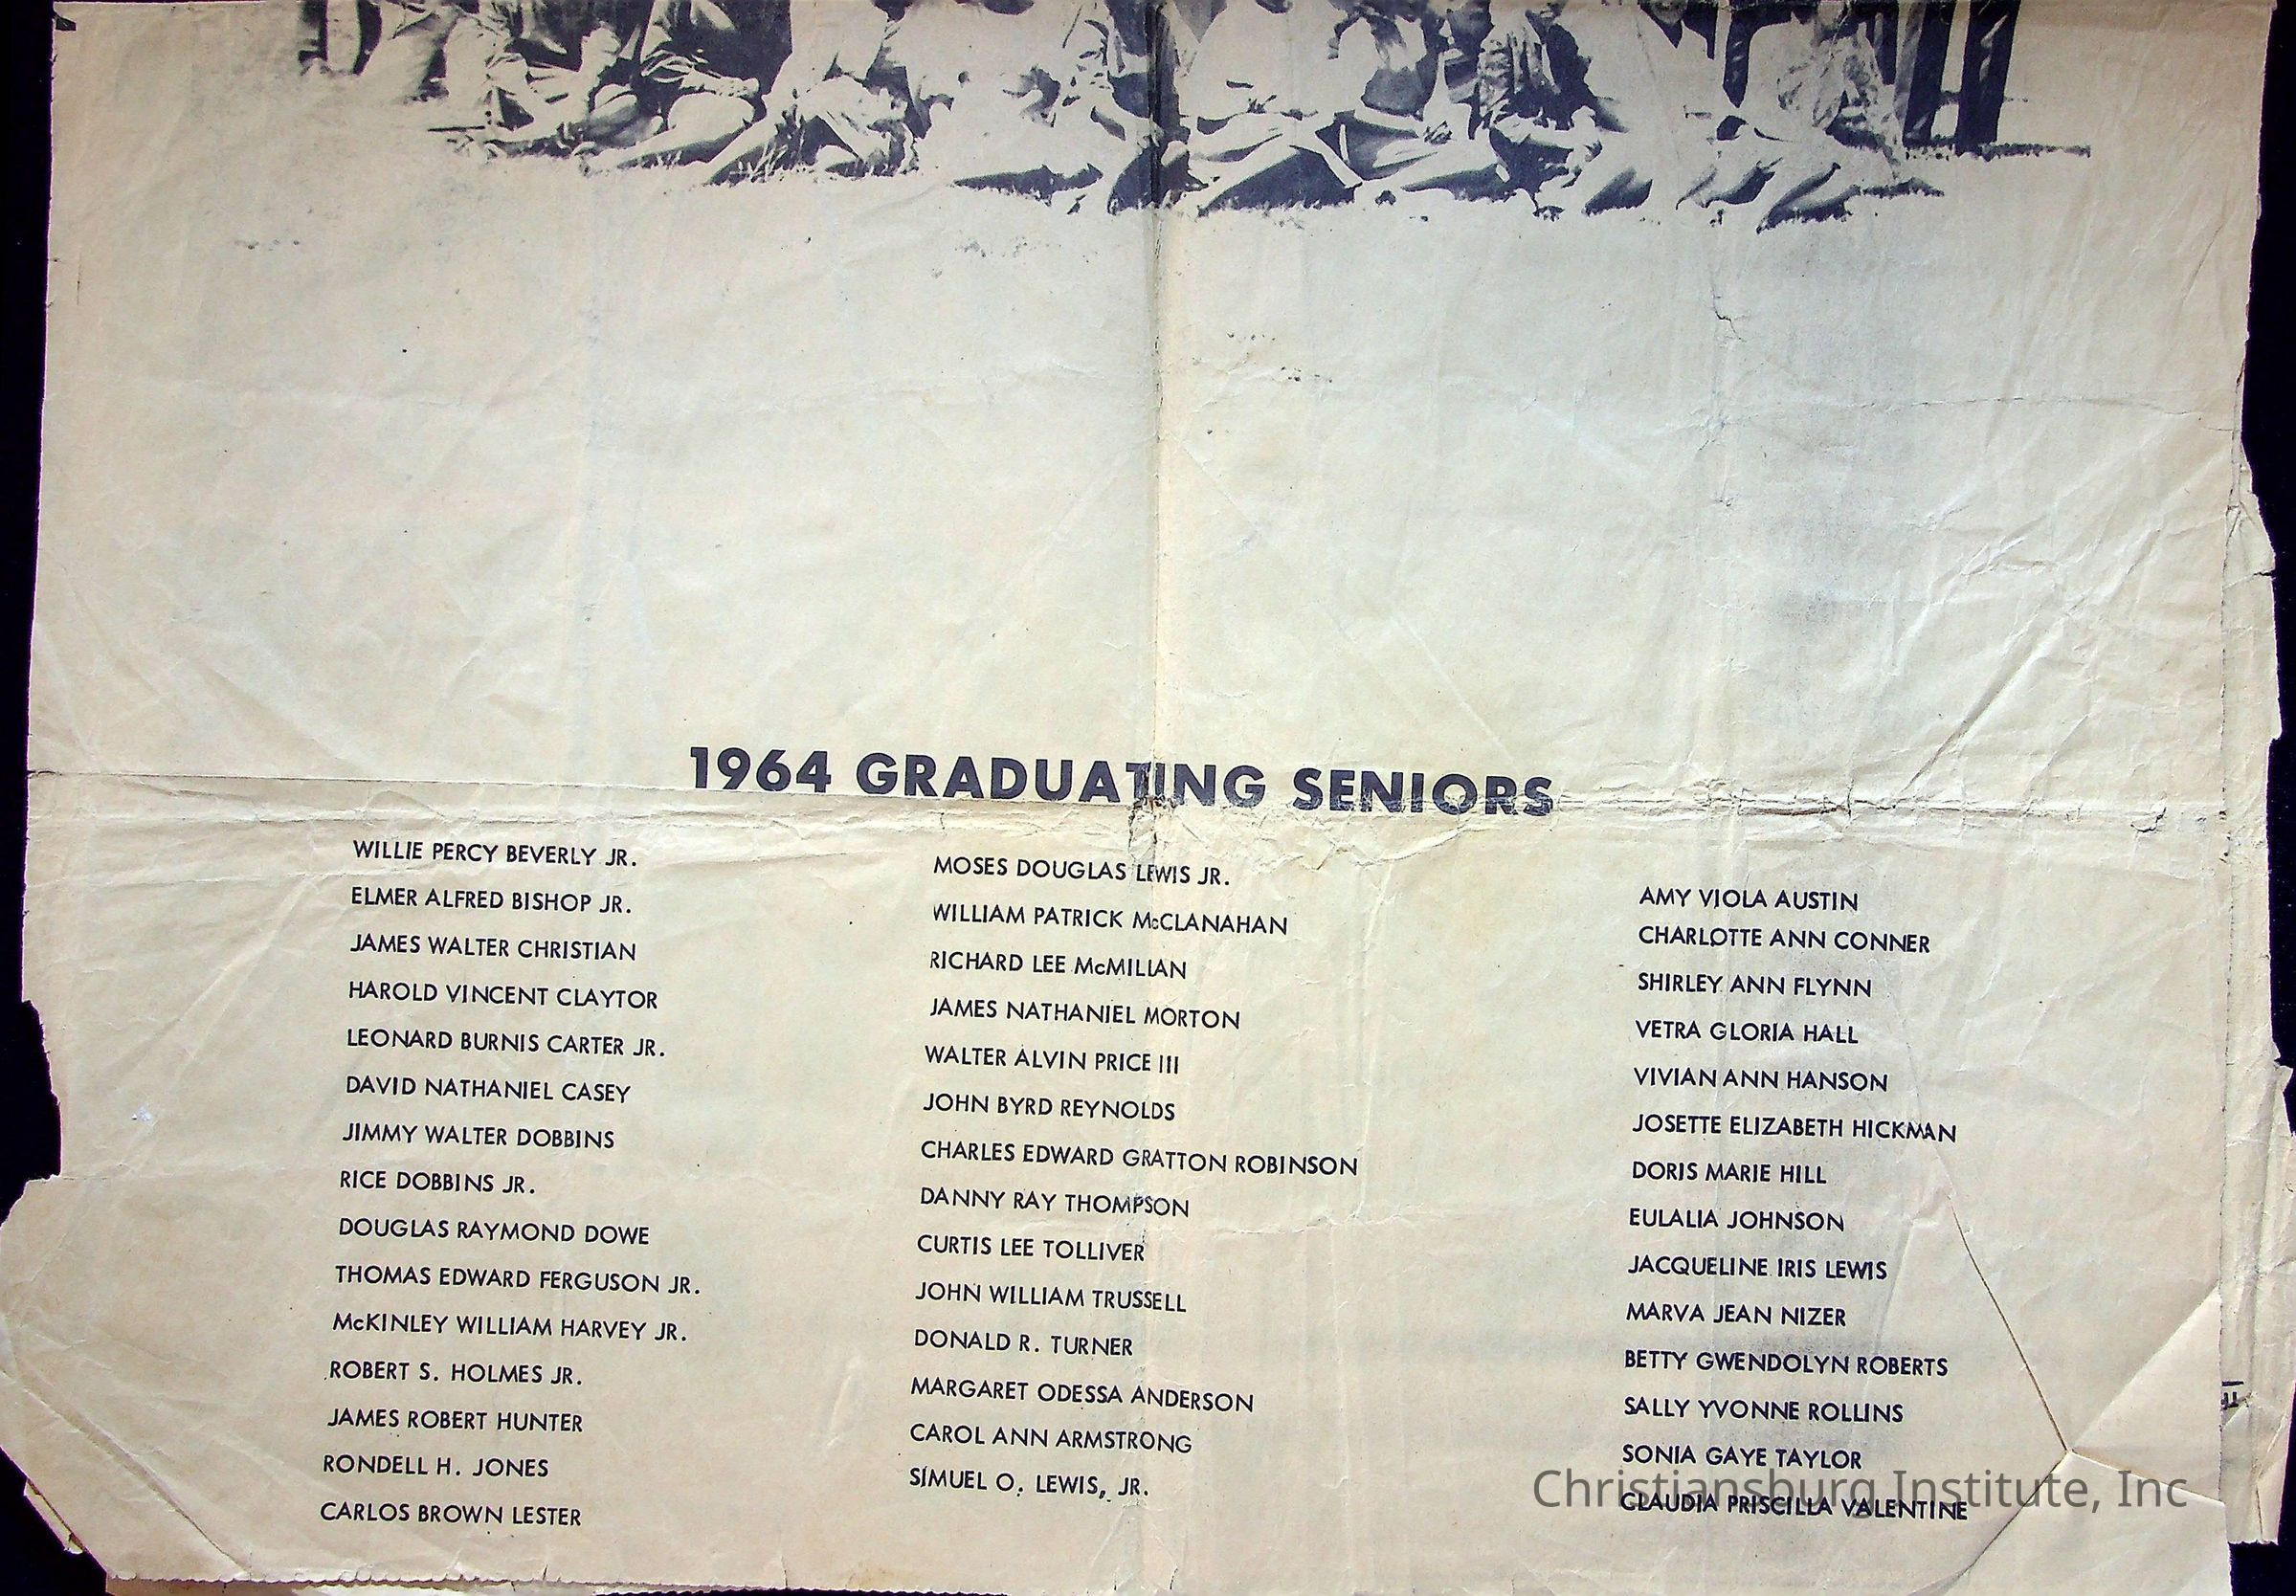 1964 GRADUATING SENIORS
WILLIE PERCY BEVERLY JR.
ELMER ALFRED BISHOP JR.
JAMES WALTER CHRISTIAN
HAROLD VINCENT CLAYTOR
LEONARD BURNIS CARTER JR.
DAVID NATHANIEL CASEY
JIMMY WALTER DOBBINS
RICE DOBBINS JR.
DOUGLAS RAYMOND DOWE
THOMAS EDWARD FERGUSON JR.
McKINLEY WILLIAM HARVEY JR.
ROBERT S. HOLMES JR.
JAMES ROBERT HUNTER
RONDELL H. JONES
CARLOS BROWN LESTER
MOSES DOUGLAS LEWIS JR.
WILLIAM PATRICK McCLANAHAN
RICHARD LEE McMILIAN
JAMES NATHANIEL MORTON
WALTER ALVIN PRICE III
JOHN BYRD REYNOLDS
CHARLES EDWARD GRATTON ROBINSON
DANNY RAY THOMPSON
CURTIS LEE TOLLIVER
JOHN WILLIAM TRUSSELL
DONALD R. TURNER
MARGARET ODESSA ANDERSON
CAROL ANN ARMSTRONG
SIMUEL O. LEWIS, JR.
AMY VIOLA AUSTIN
CHARLOTTE ANN CONNER
SHIRLEY ANN FLYNN
VETRA GLORIA HALL
VIVIAN ANN HANSON
JOSETTE ELIZABETH HICKMAN
DORIS MARIE HILL
EULALIA JOHNSON
JACQUELINE IRIS LEWIS
MARVA JEAN NIZER
BETTY GWENDOLYN ROBERTS
SALLY YVONNE ROLLINS
SONIA GAYE TAYLOR
CLAUDIA PRISCILLA VALENTINE
Christiansburg Institute, Inc